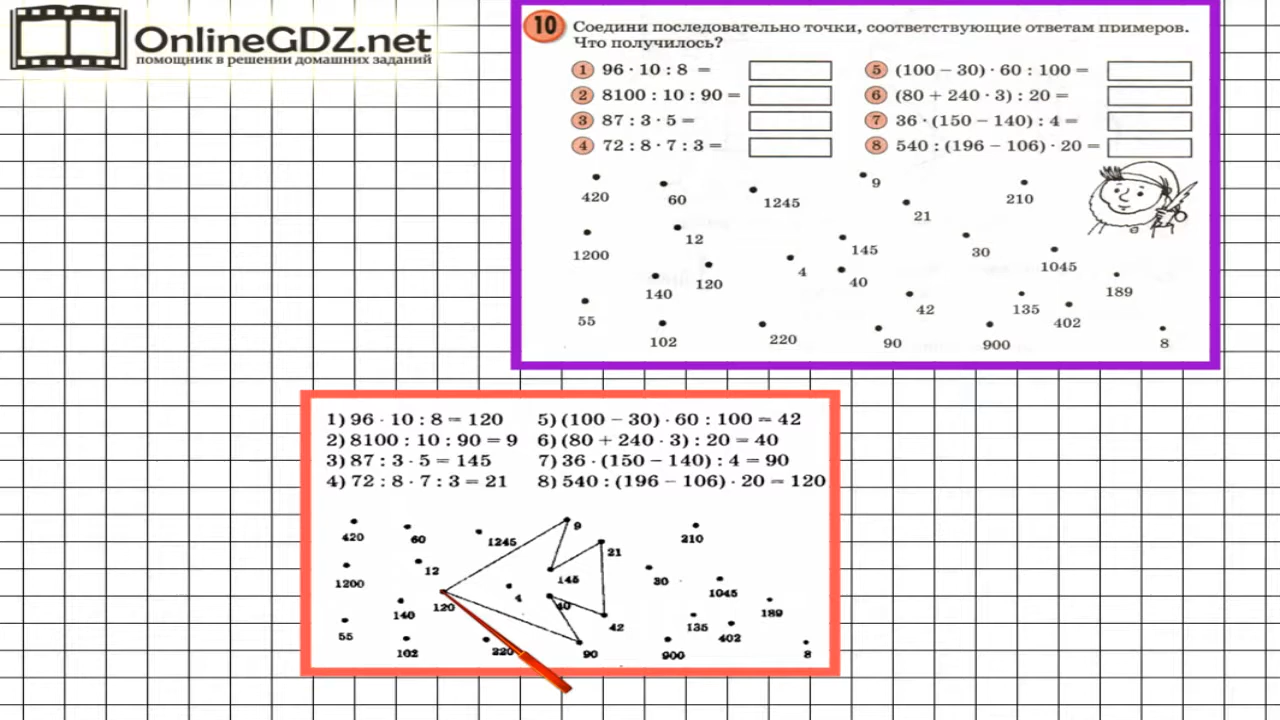 OnlineGDZ.net
помощник в решении домашних заданий
10 Соедини последовательно точки, соответствующие ответам примеров.
Что получилось?
1 96 · 10 : 8 =
2 8100 : 10 : 90 =
3 87 : 3 · 5 =
4 72 : 8 · 7 : 3 =
5 (100 − 30) · 60 : 100 =
6 (80 + 240 · 3) : 20 =
7 36 · (150 − 140) : 4 =
8 540 : (196 − 106) · 20 =
420 60 1245 9 21 210
1200 12 145 30 1045
140 120 4 40 189
55 42 135 402
102 220 90 900 8
1) 96 · 10 : 8 = 120
2) 8100 : 10 : 90 = 9
3) 87 : 3 · 5 = 145
4) 72 : 8 · 7 : 3 = 21
5) (100 − 30) · 60 : 100 = 42
6) (80 + 240 · 3) : 20 = 40
7) 36 · (150 − 140) : 4 = 90
8) 540 : (196 − 106) · 20 = 120
420 60 1245 9 21 210
1200 12 145 30 1045
140 120 4 40 189
55 42 135 402
102 220 90 900 8